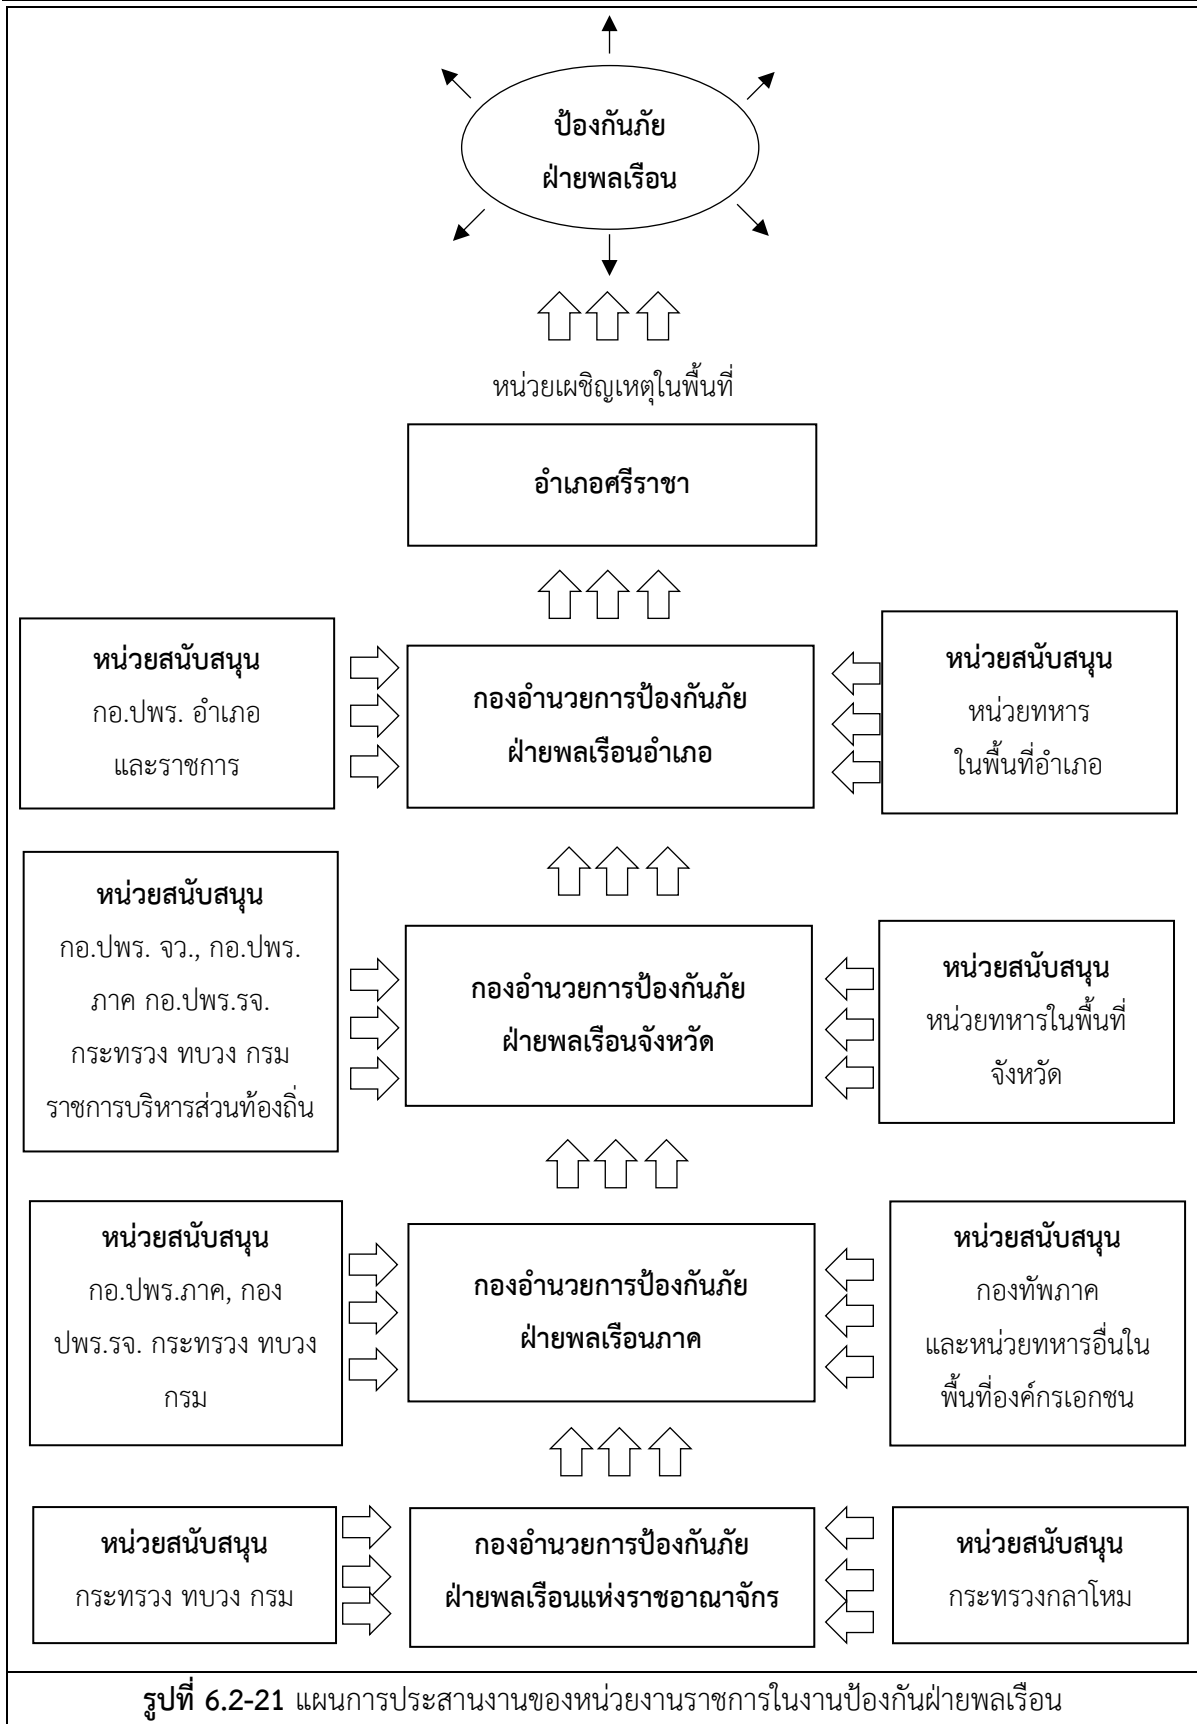 ป้องกันภัย
ฝ่ายพลเรือน
หน่วยเผชิญเหตุในพื้นที่
อำเภอศรีราชา
หน่วยสนับสนุน
กอ.ปพร. อำเภอ
และราชการ
กองอำนวยการป้องกันภัย
ฝ่ายพลเรือนอำเภอ
หน่วยสนับสนุน
หน่วยทหาร
ในพื้นที่อำเภอ
หน่วยสนับสนุน
กอ.ปพร. จว., กอ.ปพร.
ภาค กอ.ปพร.รจ.
กระทรวง ทบวง กรม
ราชการบริหารส่วนท้องถิ่น
กองอำนวยการป้องกันภัย
ฝ่ายพลเรือนจังหวัด
หน่วยสนับสนุน
หน่วยทหารในพื้นที่
จังหวัด
หน่วยสนับสนุน
กอ.ปพร.ภาค, กอง
ปพร.รจ. กระทรวง ทบวง
กรม
กองอำนวยการป้องกันภัย
ฝ่ายพลเรือนภาค
หน่วยสนับสนุน
กองทัพภาค
และหน่วยทหารอื่นใน
พื้นที่องค์กรเอกชน
หน่วยสนับสนุน
กระทรวง ทบวง กรม
กองอำนวยการป้องกันภัย
ฝ่ายพลเรือนแห่งราชอาณาจักร
หน่วยสนับสนุน
กระทรวงกลาโหม
รูปที่ 6.2-21 แผนการประสานงานของหน่วยงานราชการในงานป้องกันฝ่ายพลเรือน